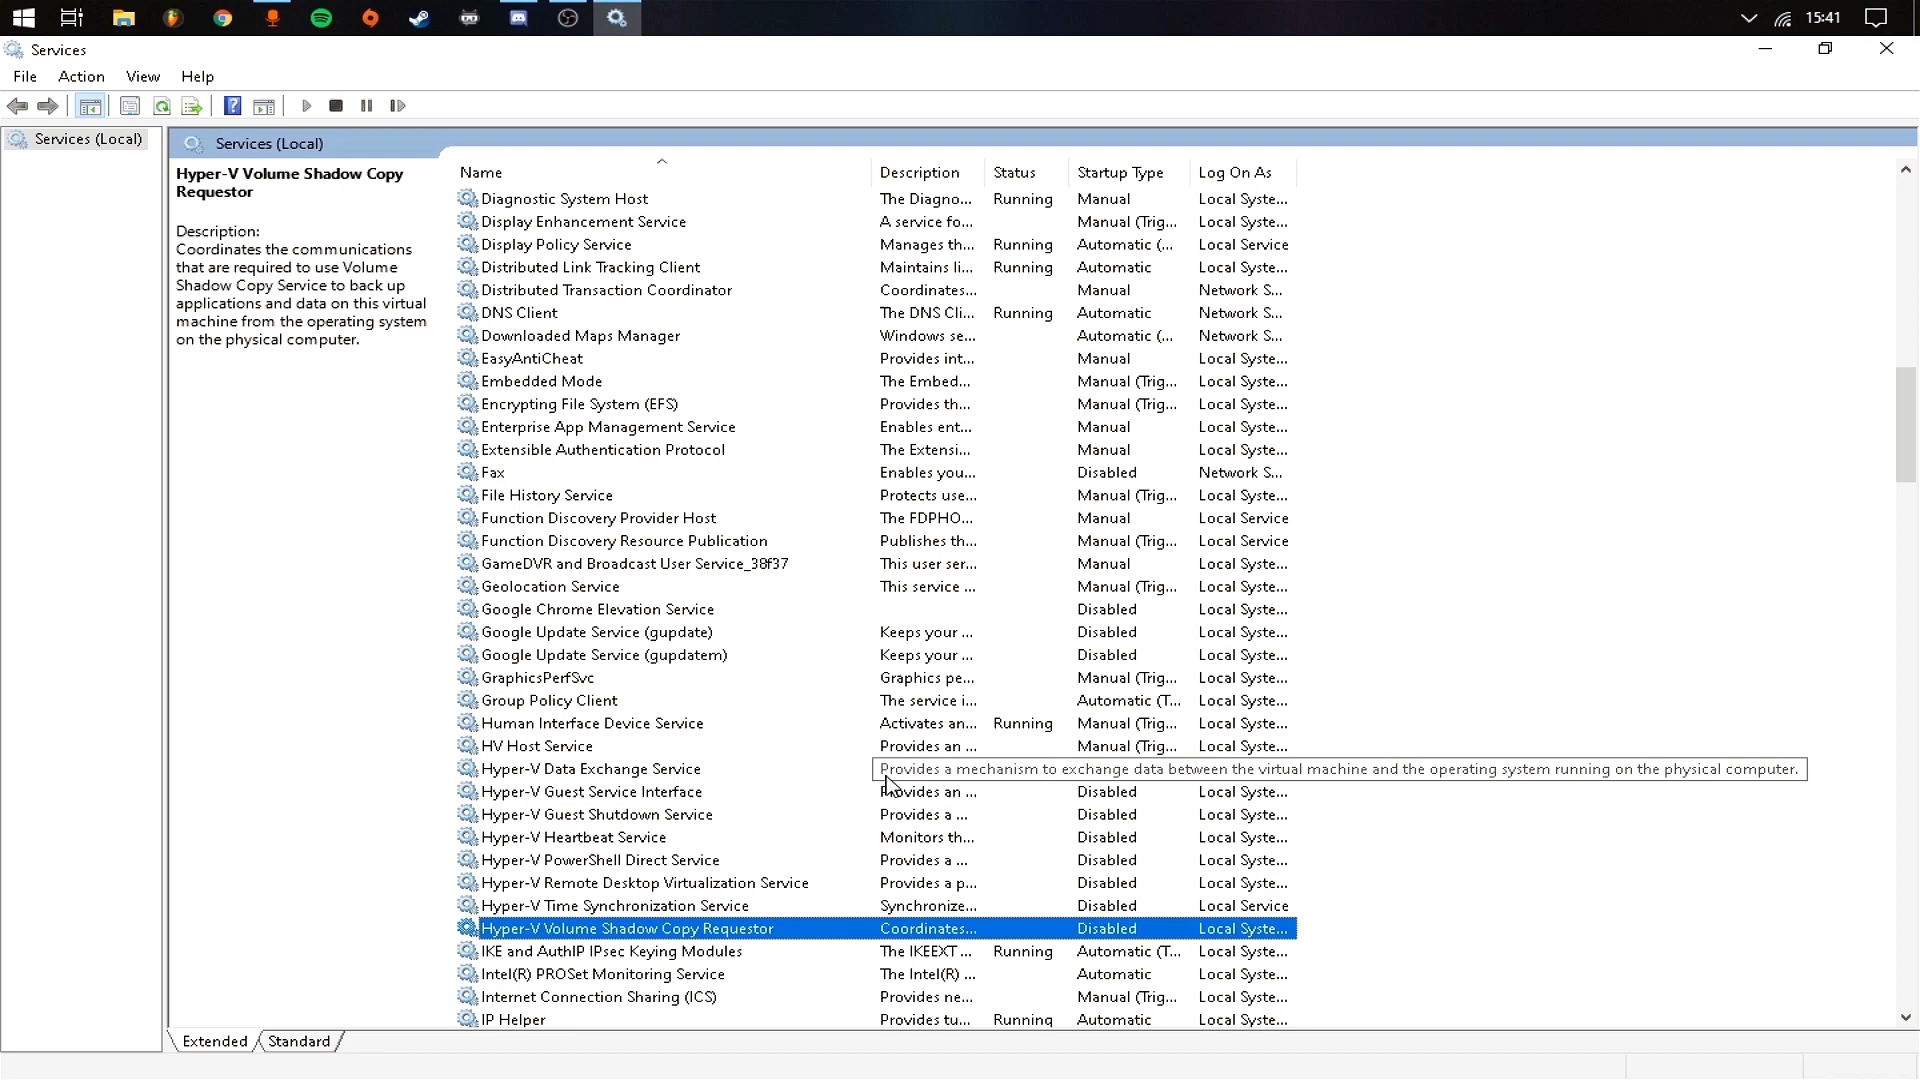 15:41
Services
File Action View Help
Services (Local)
Services (Local)
Hyper-V Volume Shadow Copy
Requestor
Description:
Coordinates the communications
that are required to use Volume
Shadow Copy Service to back up
applications and data on this virtual
machine from the operating system
on the physical computer.
Name Description Status Startup Type Log On As
Diagnostic System Host The Diagno... Running Manual Local Syste...
Display Enhancement Service A service fo... Manual (Trig... Local Syste...
Display Policy Service Manages th... Running Automatic (... Local Service
Distributed Link Tracking Client Maintains li... Running Automatic Local Syste...
Distributed Transaction Coordinator Coordinates... Manual Network S...
DNS Client The DNS Cli... Running Automatic Network S...
Downloaded Maps Manager Windows se... Automatic (... Network S...
EasyAntiCheat Provides int... Manual Local Syste...
Embedded Mode The Embed... Manual (Trig... Local Syste...
Encrypting File System (EFS) Provides th... Manual (Trig... Local Syste...
Enterprise App Management Service Enables ent... Manual Local Syste...
Extensible Authentication Protocol The Extensi... Manual Local Syste...
Fax Enables you... Disabled Network S...
File History Service Protects use... Manual (Trig... Local Syste...
Function Discovery Provider Host The FDPHO... Manual Local Service
Function Discovery Resource Publication Publishes th... Manual (Trig... Local Service
GameDVR and Broadcast User Service_38f37 This user ser... Manual Local Syste...
Geolocation Service This service ... Manual (Trig... Local Syste...
Google Chrome Elevation Service Disabled Local Syste...
Google Update Service (gupdate) Keeps your ... Disabled Local Syste...
Google Update Service (gupdatem) Keeps your ... Disabled Local Syste...
GraphicsPerfSvc Graphics pe... Manual (Trig... Local Syste...
Group Policy Client The service i... Automatic (T... Local Syste...
Human Interface Device Service Activates an... Running Manual (Trig... Local Syste...
HV Host Service Provides an ... Manual (Trig... Local Syste...
Hyper-V Data Exchange Service Provides a mechanism to exchange data between the virtual machine and the operating system running on the physical computer.
Hyper-V Guest Service Interface Provides an ... Disabled Local Syste...
Hyper-V Guest Shutdown Service Provides a ... Disabled Local Syste...
Hyper-V Heartbeat Service Monitors th... Disabled Local Syste...
Hyper-V PowerShell Direct Service Provides a ... Disabled Local Syste...
Hyper-V Remote Desktop Virtualization Service Provides a p... Disabled Local Syste...
Hyper-V Time Synchronization Service Synchronize... Disabled Local Service
Hyper-V Volume Shadow Copy Requestor Coordinates... Disabled Local Syste...
IKE and AuthIP IPsec Keying Modules The IKEEXT ... Running Automatic (T... Local Syste...
Intel(R) PROSet Monitoring Service The Intel(R) ... Automatic Local Syste...
Internet Connection Sharing (ICS) Provides ne... Manual (Trig... Local Syste...
IP Helper Provides tu... Running Automatic Local Syste...
Extended Standard